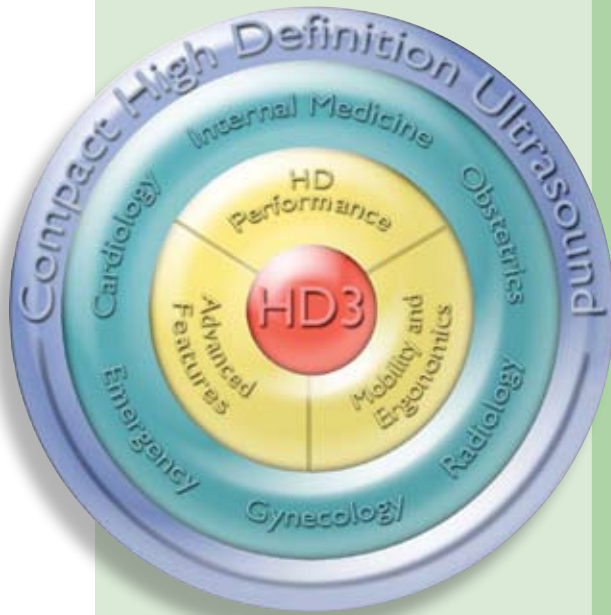 Compact High Definition Ultrasound
Internal Medicine
Obstetrics
Radiology
Gynecology
Emergency
Cardiology
HD
Performance
Mobility and
Ergonomics
Advanced
Features
HD3